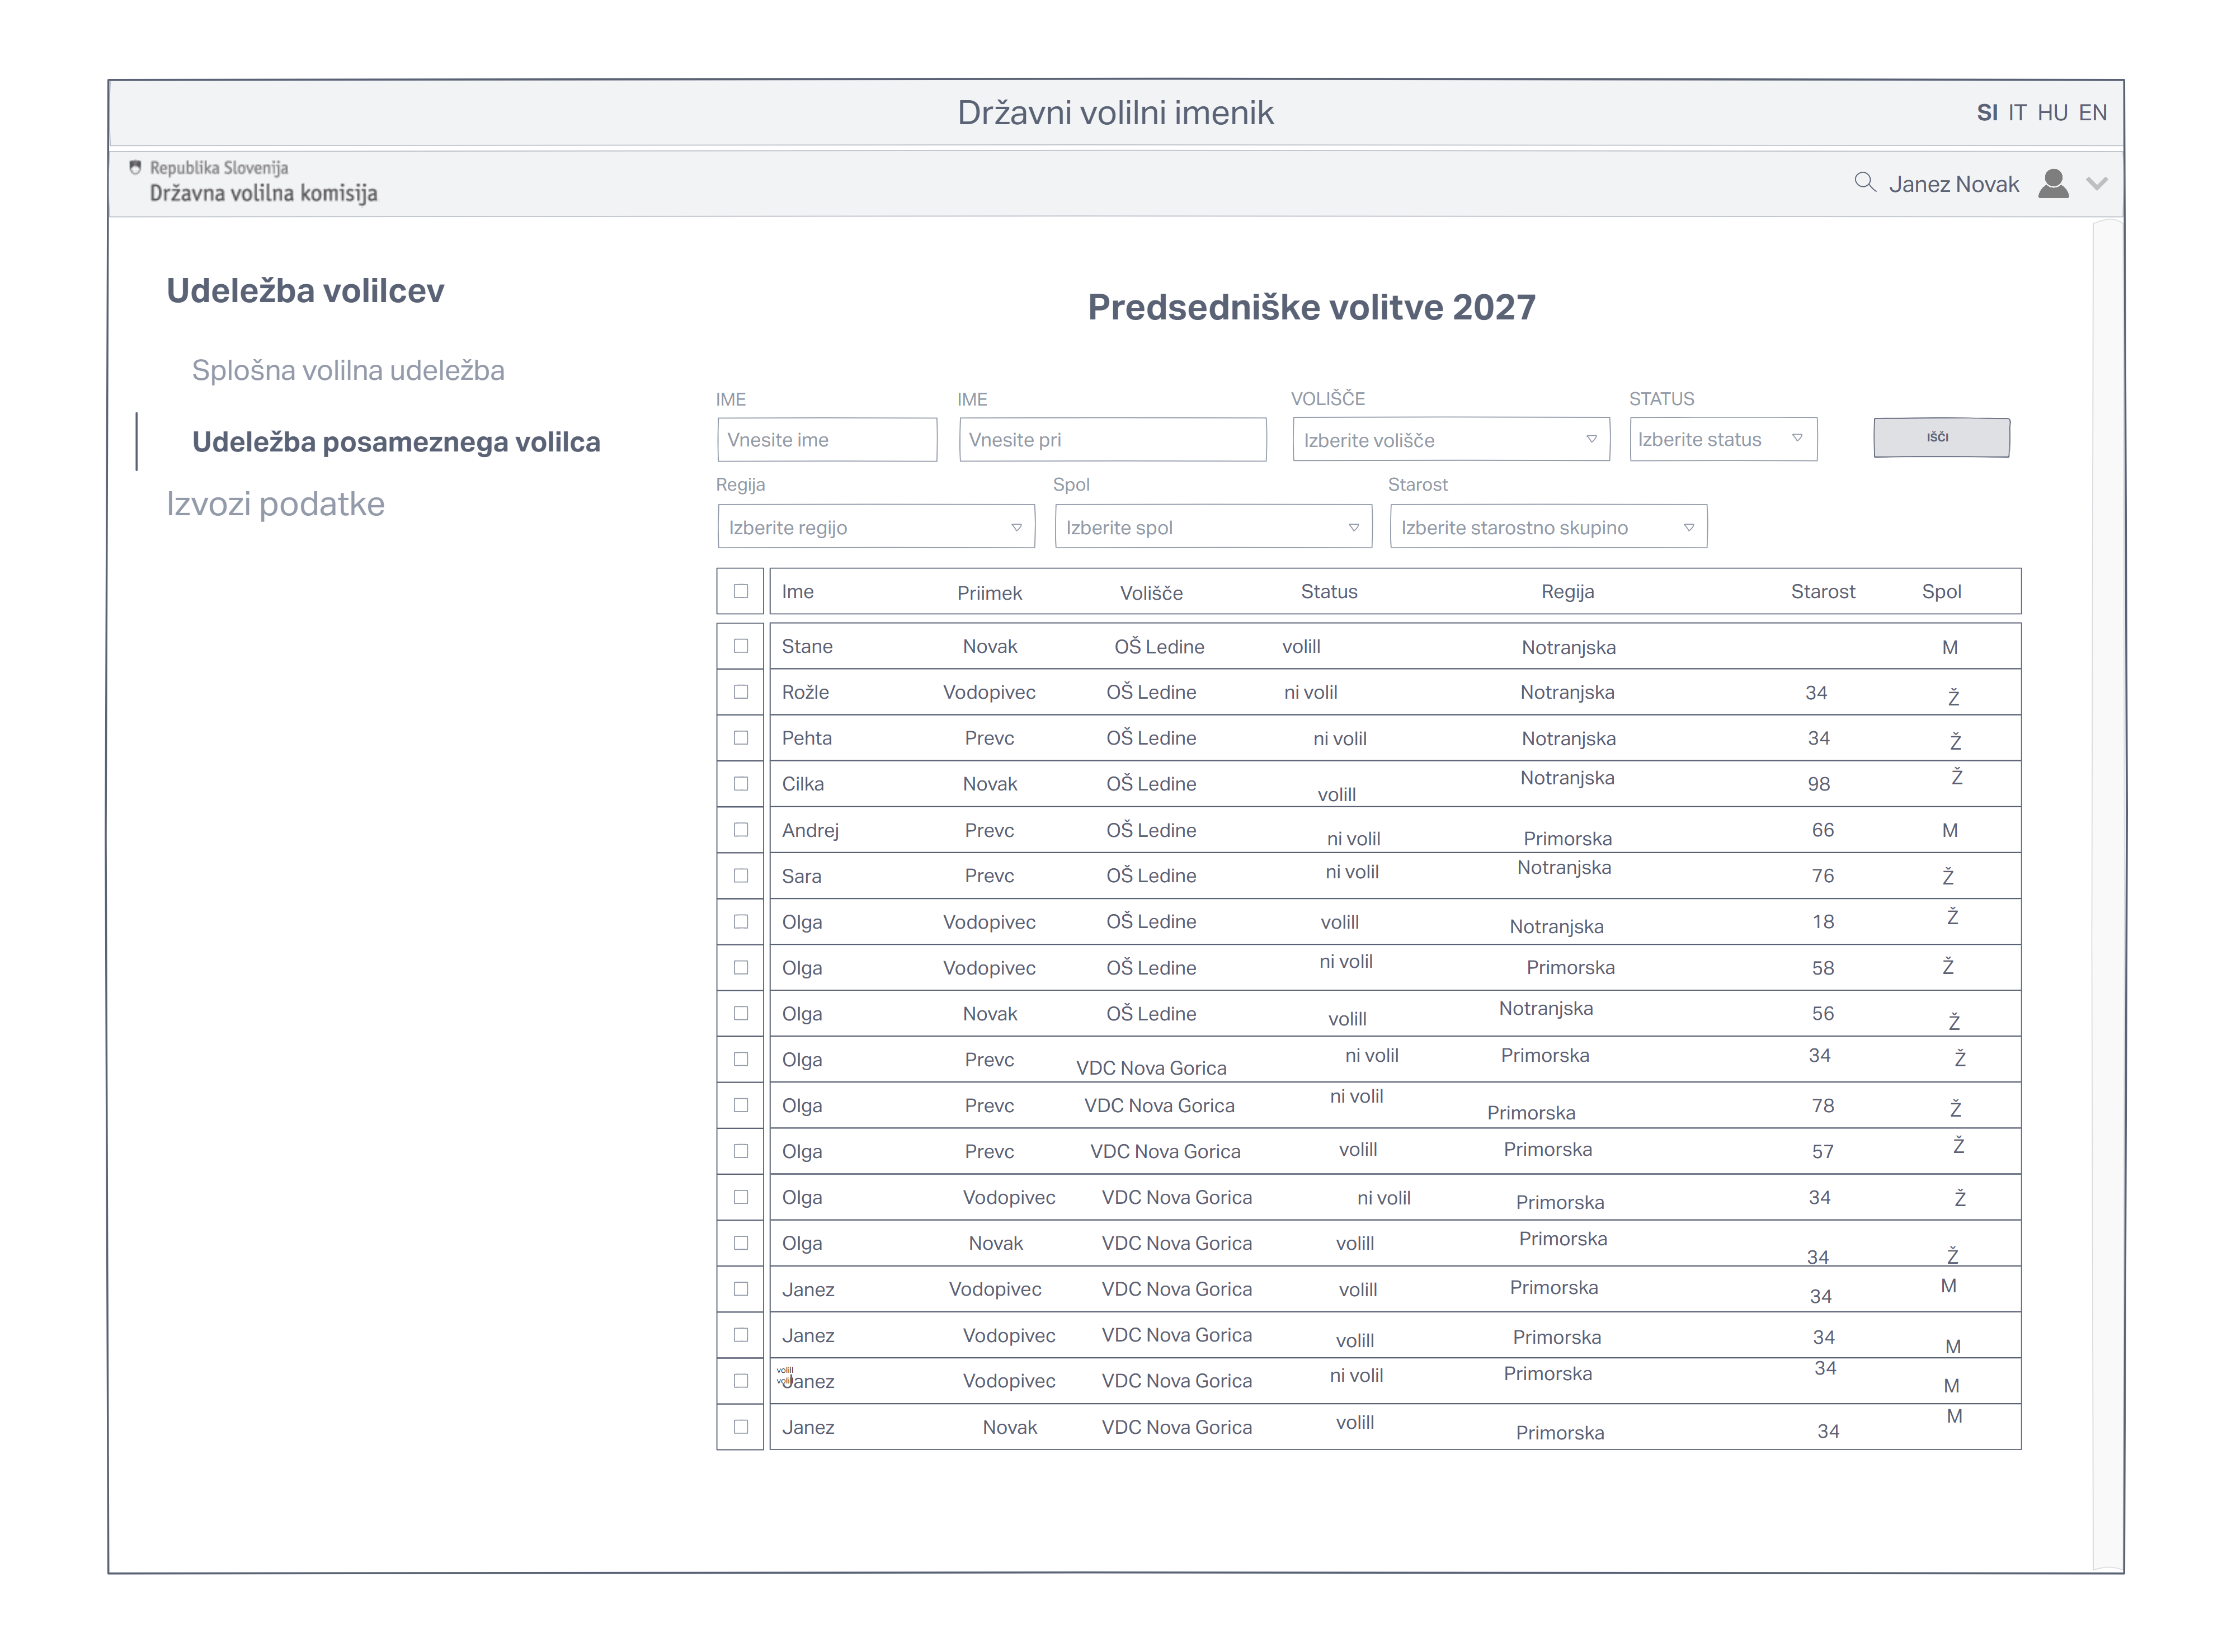 Državni volilni imenik
SI IT HU EN
Republika Slovenija
Državna volilna komisija
Janez Novak
Udeležba volilcev
Splošna volilna udeležba
Udeležba posameznega volilca
Izvozi podatke
Predsedniške volitve 2027
IME IME VOLIŠČE STATUS
Vnesite ime Vnesite pri Izberite volišče Izberite status IŠČI
Regija Spol Starost
Izberite regijo Izberite spol Izberite starostno skupino
Ime Priimek Volišče Status Regija Starost Spol
Stane Novak OŠ Ledine volill Notranjska M
Rožle Vodopivec OŠ Ledine ni volil Notranjska 34 Ž
Pehta Prevc OŠ Ledine ni volil Notranjska 34 Ž
Cilka Novak OŠ Ledine volill Notranjska 98 Ž
Andrej Prevc OŠ Ledine ni volil Primorska 66 M
Sara Prevc OŠ Ledine ni volil Notranjska 76 Ž
Olga Vodopivec OŠ Ledine volill Notranjska 18 Ž
Olga Vodopivec OŠ Ledine ni volil Primorska 58 Ž
Olga Novak OŠ Ledine volill Notranjska 56 Ž
Olga Prevc VDC Nova Gorica ni volil Primorska 34 Ž
Olga Prevc VDC Nova Gorica ni volil Primorska 78 Ž
Olga Prevc VDC Nova Gorica volill Primorska 57 Ž
Olga Vodopivec VDC Nova Gorica ni volil Primorska 34 Ž
Olga Novak VDC Nova Gorica volill Primorska 34 Ž
Janez Vodopivec VDC Nova Gorica volill Primorska 34 M
Janez Vodopivec VDC Nova Gorica volill Primorska 34 M
volill
Janez Vodopivec VDC Nova Gorica ni volil Primorska 34 M
Janez Novak VDC Nova Gorica volill Primorska 34 M